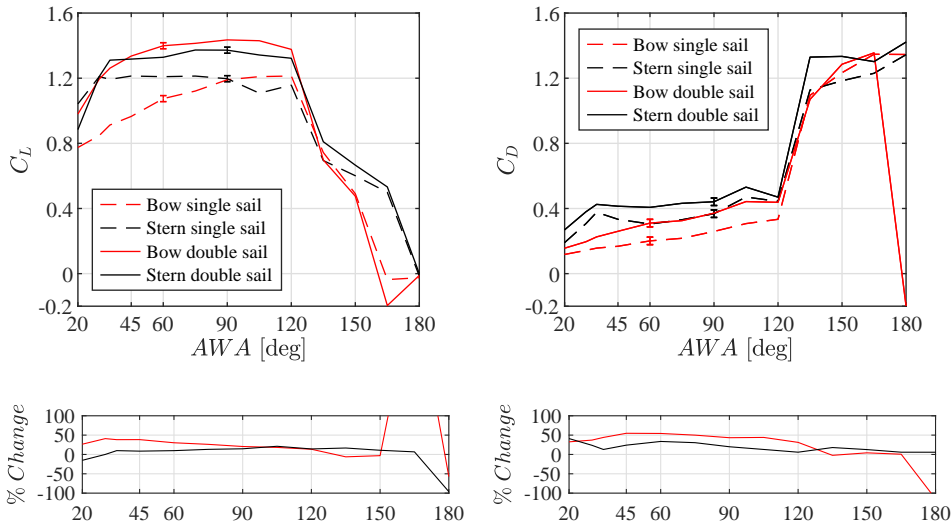 1.6
1.2
0.8
0.4
0
-0.2
C_L
Bow single sail
Stern single sail
Bow double sail
Stern double sail
20 45 60 90 120 150 180
AWA [deg]
1.6
1.2
0.8
0.4
0
-0.2
C_D
Bow single sail
Stern single sail
Bow double sail
Stern double sail
20 45 60 90 120 150 180
AWA [deg]
100
50
0
-50
-100
% Change
20 45 60 90 120 150 180
100
50
0
-50
-100
% Change
20 45 60 90 120 150 180